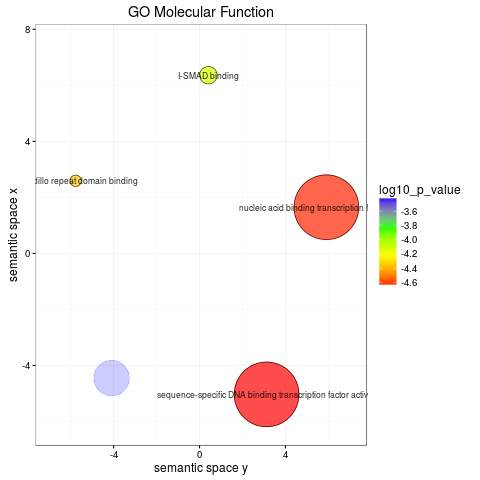 GO Molecular Function
8
4
0
-4
semantic space x
I-SMAD binding
dillo repeat domain binding
nucleic acid binding transcription f
sequence-specific DNA binding transcription factor activ
-4
0
4
semantic space y
log10_p_value
-3.6
-3.8
-4.0
-4.2
-4.4
-4.6